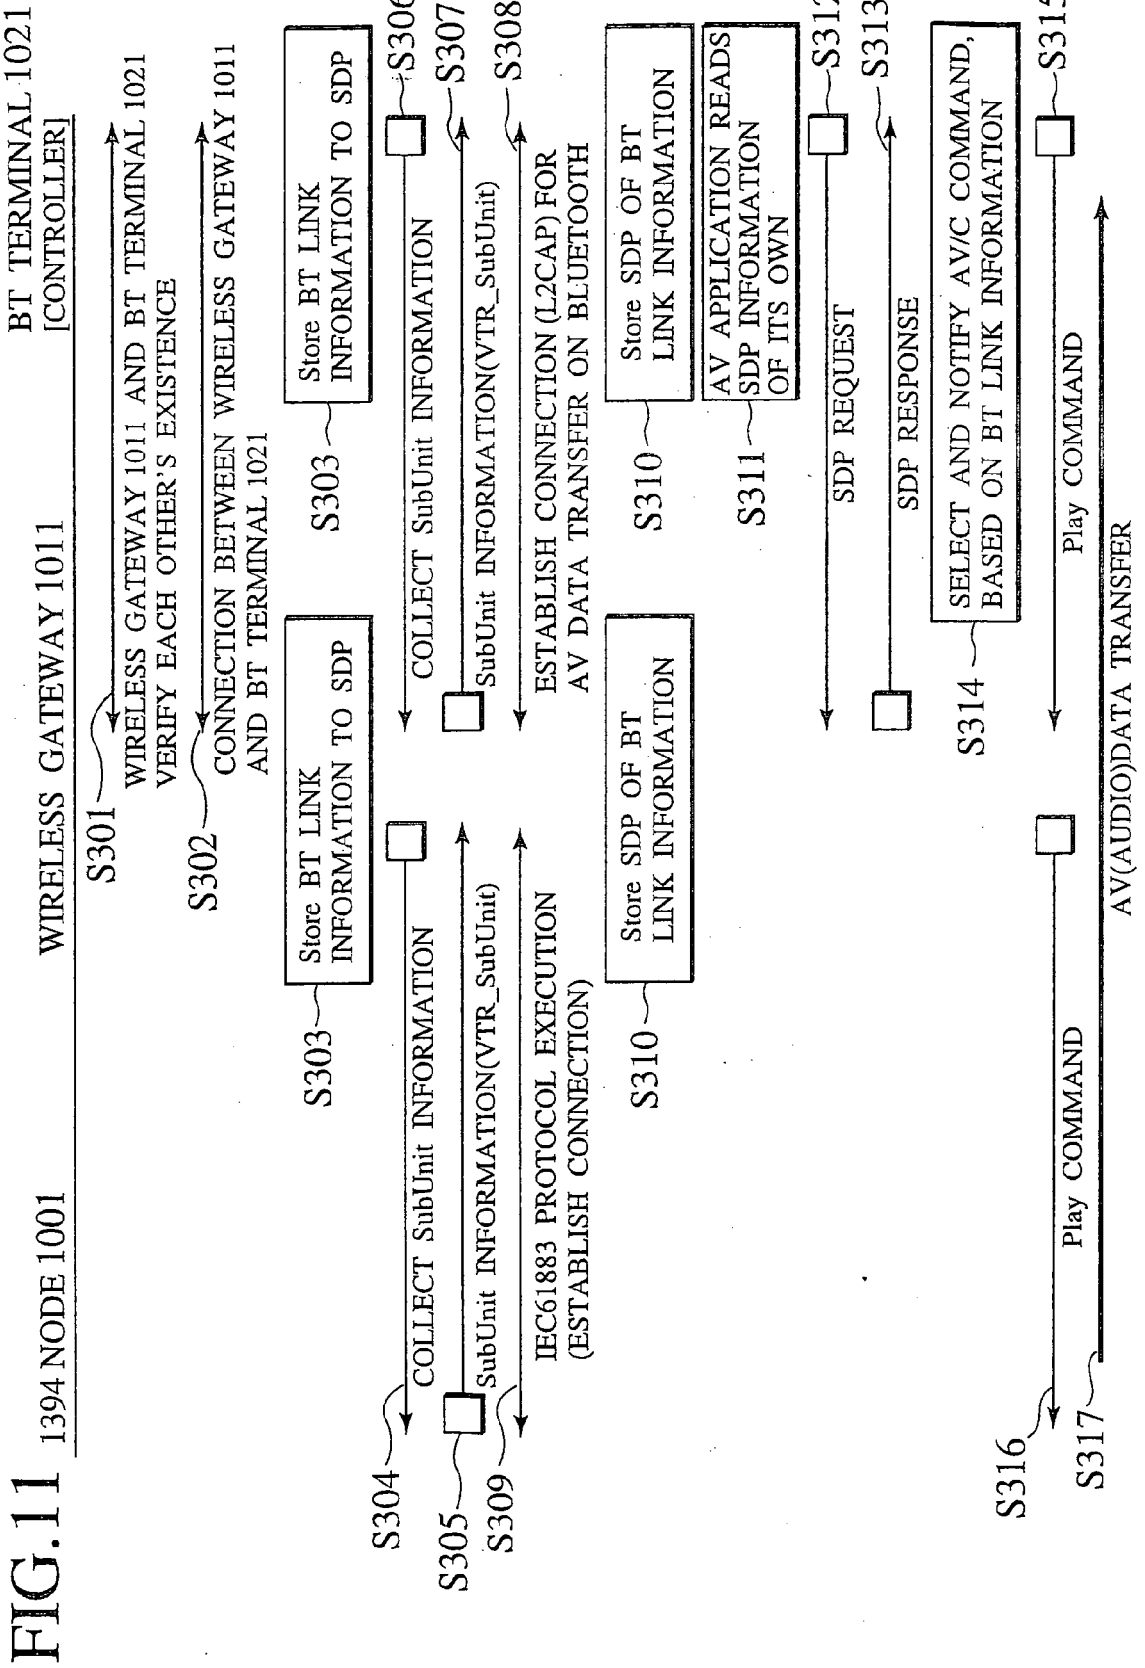 FIG.11
1394 NODE 1001
WIRELESS GATEWAY 1011
BT TERMINAL 1021
[CONTROLLER]
S301
WIRELESS GATEWAY 1011 AND BT TERMINAL 1021
VERIFY EACH OTHER'S EXISTENCE
S302
CONNECTION BETWEEN WIRELESS GATEWAY 1011
AND BT TERMINAL 1021
S303
Store BT LINK
INFORMATION TO SDP
S303
Store BT LINK
INFORMATION TO SDP
S304
COLLECT SubUnit INFORMATION
S306
COLLECT SubUnit INFORMATION
S305
SubUnit INFORMATION(VTR_SubUnit)
S307
SubUnit INFORMATION(VTR_SubUnit)
S309
IEC61883 PROTOCOL EXECUTION
(ESTABLISH CONNECTION)
S308
ESTABLISH CONNECTION (L2CAP) FOR
AV DATA TRANSFER ON BLUETOOTH
S310
Store SDP OF BT
LINK INFORMATION
S310
Store SDP OF BT
LINK INFORMATION
S311
AV APPLICATION READS
SDP INFORMATION
OF ITS OWN
S312
SDP REQUEST
S313
SDP RESPONSE
S314
SELECT AND NOTIFY AV/C COMMAND,
BASED ON BT LINK INFORMATION
S315
Play COMMAND
S316
Play COMMAND
S317
AV(AUDIO)DATA TRANSFER